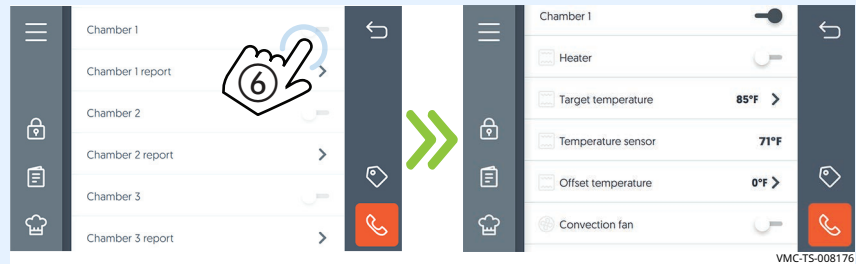 Chamber 1
Chamber 1 report
Chamber 2
Chamber 2 report
Chamber 3
Chamber 3 report
6
Chamber 1
Heater
Target temperature 85°F
Temperature sensor 71°F
Offset temperature 0°F
Convection fan
VMC-TS-008176